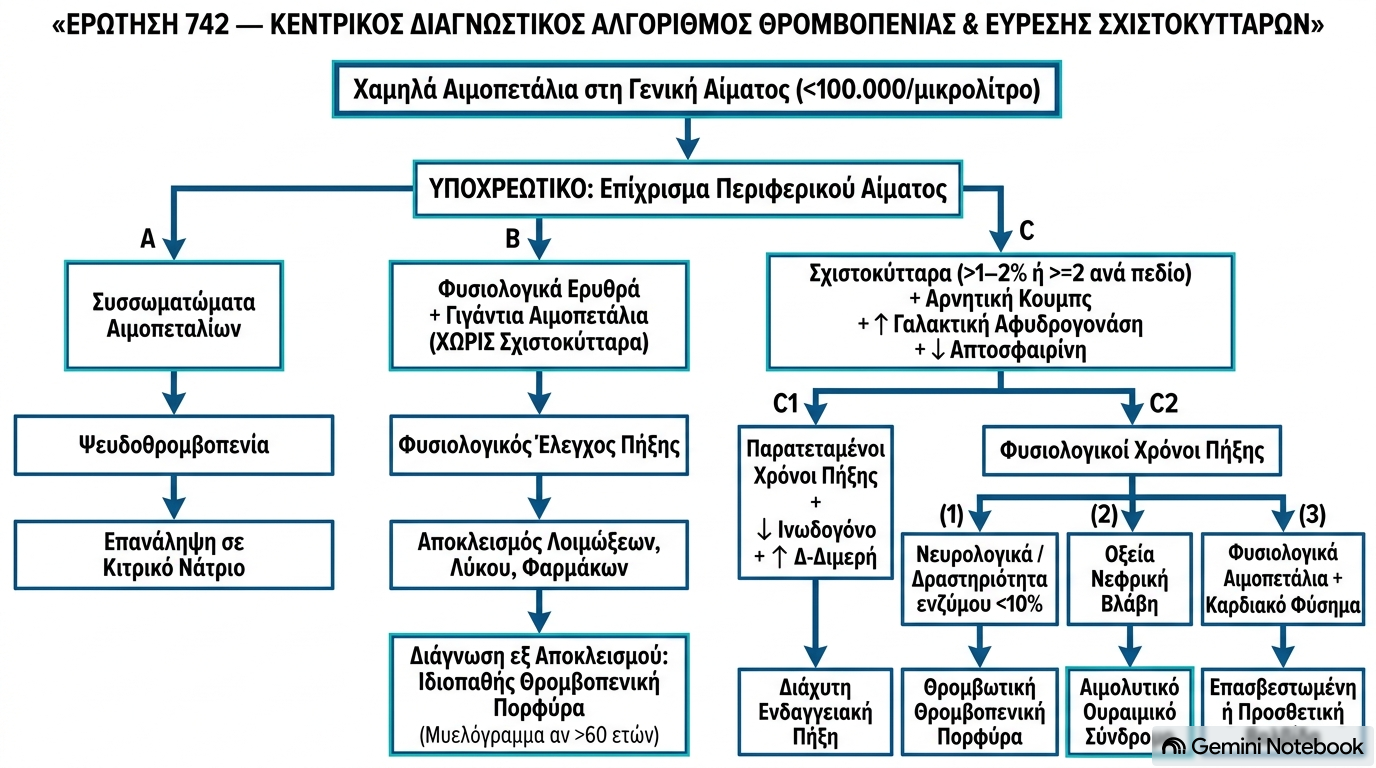 «ΕΡΩΤΗΣΗ 742 — ΚΕΝΤΡΙΚΟΣ ΔΙΑΓΝΩΣΤΙΚΟΣ ΑΛΓΟΡΙΘΜΟΣ ΘΡΟΜΒΟΠΕΝΙΑΣ & ΕΥΡΕΣΗΣ ΣΧΙΣΤΟΚΥΤΤΑΡΩΝ»
Χαμηλά Αιμοπετάλια στη Γενική Αίματος (<100.000/μικρολίτρο)
ΥΠΟΧΡΕΩΤΙΚΟ: Επίχρισμα Περιφερικού Αίματος
A
Συσσωματώματα
Αιμοπεταλίων
Ψευδοθρομβοπενία
Επανάληψη σε
Κιτρικό Νάτριο
B
Φυσιολογικά Ερυθρά
+ Γιγάντια Αιμοπετάλια
(ΧΩΡΙΣ Σχιστοκύτταρα)
Φυσιολογικός Έλεγχος Πήξης
Αποκλεισμός Λοιμώξεων,
Λύκου, Φαρμάκων
Διάγνωση εξ Αποκλεισμού:
Ιδιοπαθής Θρομβοπενική
Πορφύρα
(Μυελόγραμμα αν >60 ετών)
C
Σχιστοκύτταρα (>1–2% ή >=2 ανά πεδίο)
+ Αρνητική Κουμπς
+ ↑ Γαλακτική Αφυδρογονάση
+ ↓ Απτοσφαιρίνη
C1
Παρατεταμένοι
Χρόνοι Πήξης
+
↓ Ινωδογόνο
+ ↑ Δ-Διμερή
Διάχυτη
Ενδαγγειακή
Πήξη
C2
Φυσιολογικοί Χρόνοι Πήξης
(1)
Νευρολογικά /
Δραστηριότητα
ενζύμου <10%
Θρομβωτική
Θρομβοπενική
Πορφύρα
(2)
Οξεία
Νεφρική
Βλάβη
Αιμολυτικό
Ουραιμικό
(3)
Φυσιολογικά
Αιμοπετάλια +
Καρδιακό Φύσημα
Επασβεστωμένη
ή Προσθετική
Gemini Notebook